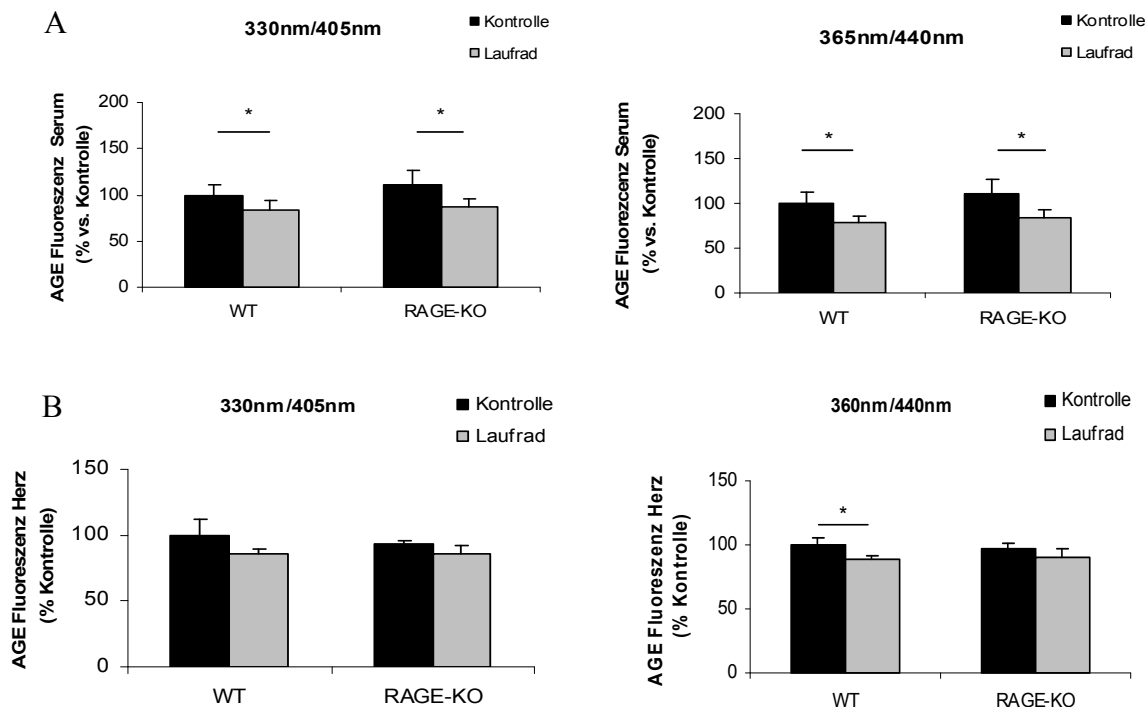 A
330nm/405nm
Kontrolle
Laufrad
AGE Fluoreszenz Serum
(% vs. Kontrolle)
200
150
100
50
0
*
*
WT
RAGE-KO
365nm/440nm
Kontrolle
Laufrad
AGE Fluorezcenz Serum
(% vs. Kontrolle)
200
150
100
50
0
*
*
WT
RAGE-KO
B
330nm/405nm
Kontrolle
Laufrad
AGE Fluoreszenz Herz
(% Kontrolle)
150
100
50
0
WT
RAGE-KO
360nm/440nm
Kontrolle
Laufrad
AGE Fluoreszenz Herz
(% Kontrolle)
150
100
50
0
*
WT
RAGE-KO